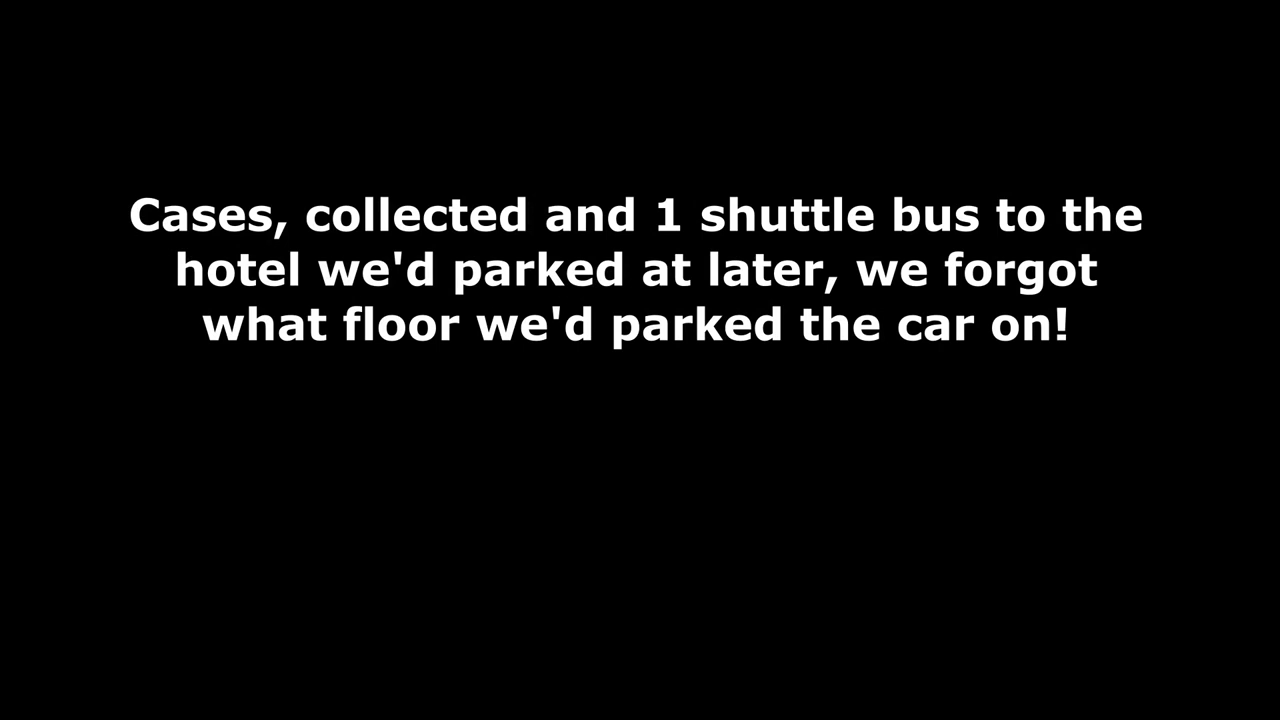 Cases, collected and 1 shuttle bus to the
hotel we'd parked at later, we forgot
what floor we'd parked the car on!